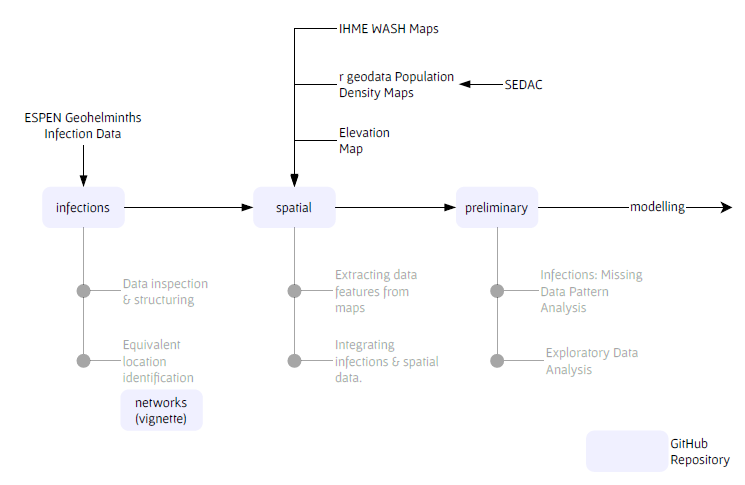 IHME WASH Maps
r geodata Population
Density Maps
SEDAC
ESPEN Geohelminths
Infection Data
Elevation
Map
infections
spatial
preliminary
modelling
Data inspection
& structuring
Extracting data
features from
maps
Infections: Missing
Data Pattern
Analysis
Equivalent
location
identification
Integrating
infections & spatial
data.
Exploratory Data
Analysis
networks
(vignette)
GitHub
Repository